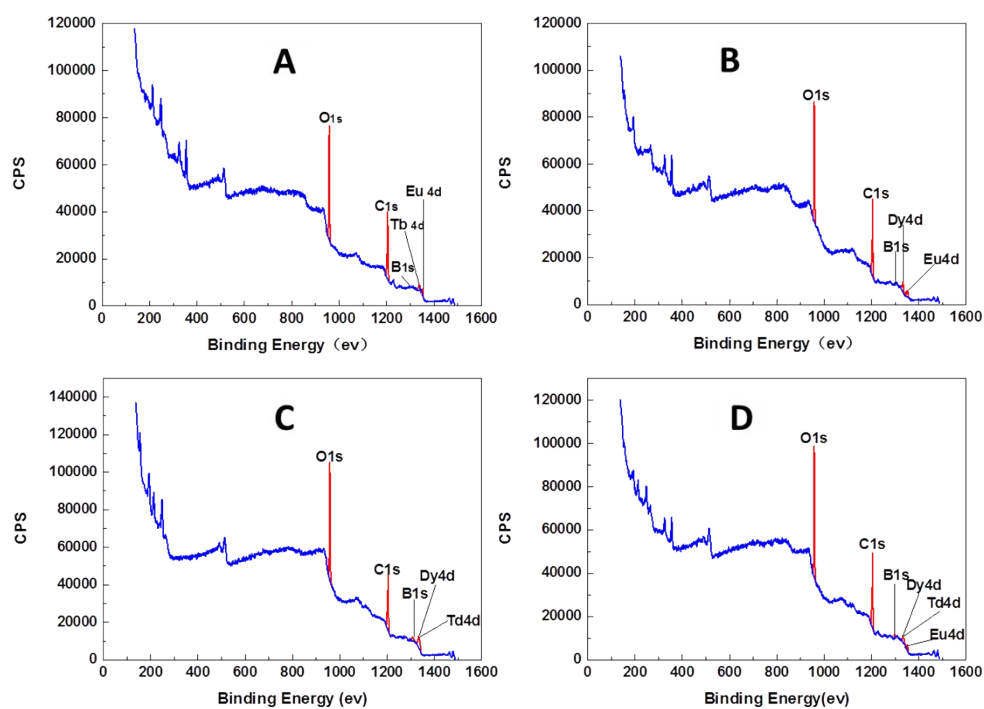 A
120000
100000
80000
60000
40000
20000
0
CPS
O1s
C1s
Eu 4d
Tb 4d
B1s
0 200 400 600 800 1000 1200 1400 1600
Binding Energy（ev）
B
120000
100000
80000
60000
40000
20000
0
CPS
O1s
C1s
Dy4d
B1s
Eu4d
0 200 400 600 800 1000 1200 1400 1600
Binding Energy（ev）
C
140000
120000
100000
80000
60000
40000
20000
0
CPS
O1s
C1s
Dy4d
B1s
Td4d
0 200 400 600 800 1000 1200 1400 1600
Binding Energy (ev)
D
120000
100000
80000
60000
40000
20000
0
CPS
O1s
C1s
B1s
Dy4d
Td4d
Eu4d
0 200 400 600 800 1000 1200 1400 1600
Binding Energy(ev)